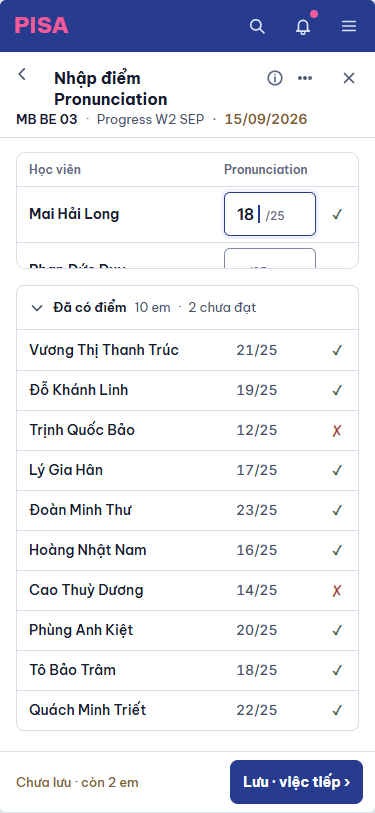 PISA
Nhập điểm
Pronunciation
MB BE 03 · Progress W2 SEP · 15/09/2026
Học viên Pronunciation
Mai Hải Long 18 /25 ✓
Đã có điểm 10 em · 2 chưa đạt
Vương Thị Thanh Trúc 21/25 ✓
Đỗ Khánh Linh 19/25 ✓
Trịnh Quốc Bảo 12/25 ✗
Lý Gia Hân 17/25 ✓
Đoàn Minh Thư 23/25 ✓
Hoàng Nhật Nam 16/25 ✓
Cao Thuỳ Dương 14/25 ✗
Phùng Anh Kiệt 20/25 ✓
Tô Bảo Trâm 18/25 ✓
Quách Minh Triết 22/25 ✓
Chưa lưu · còn 2 em
Lưu · việc tiếp ›